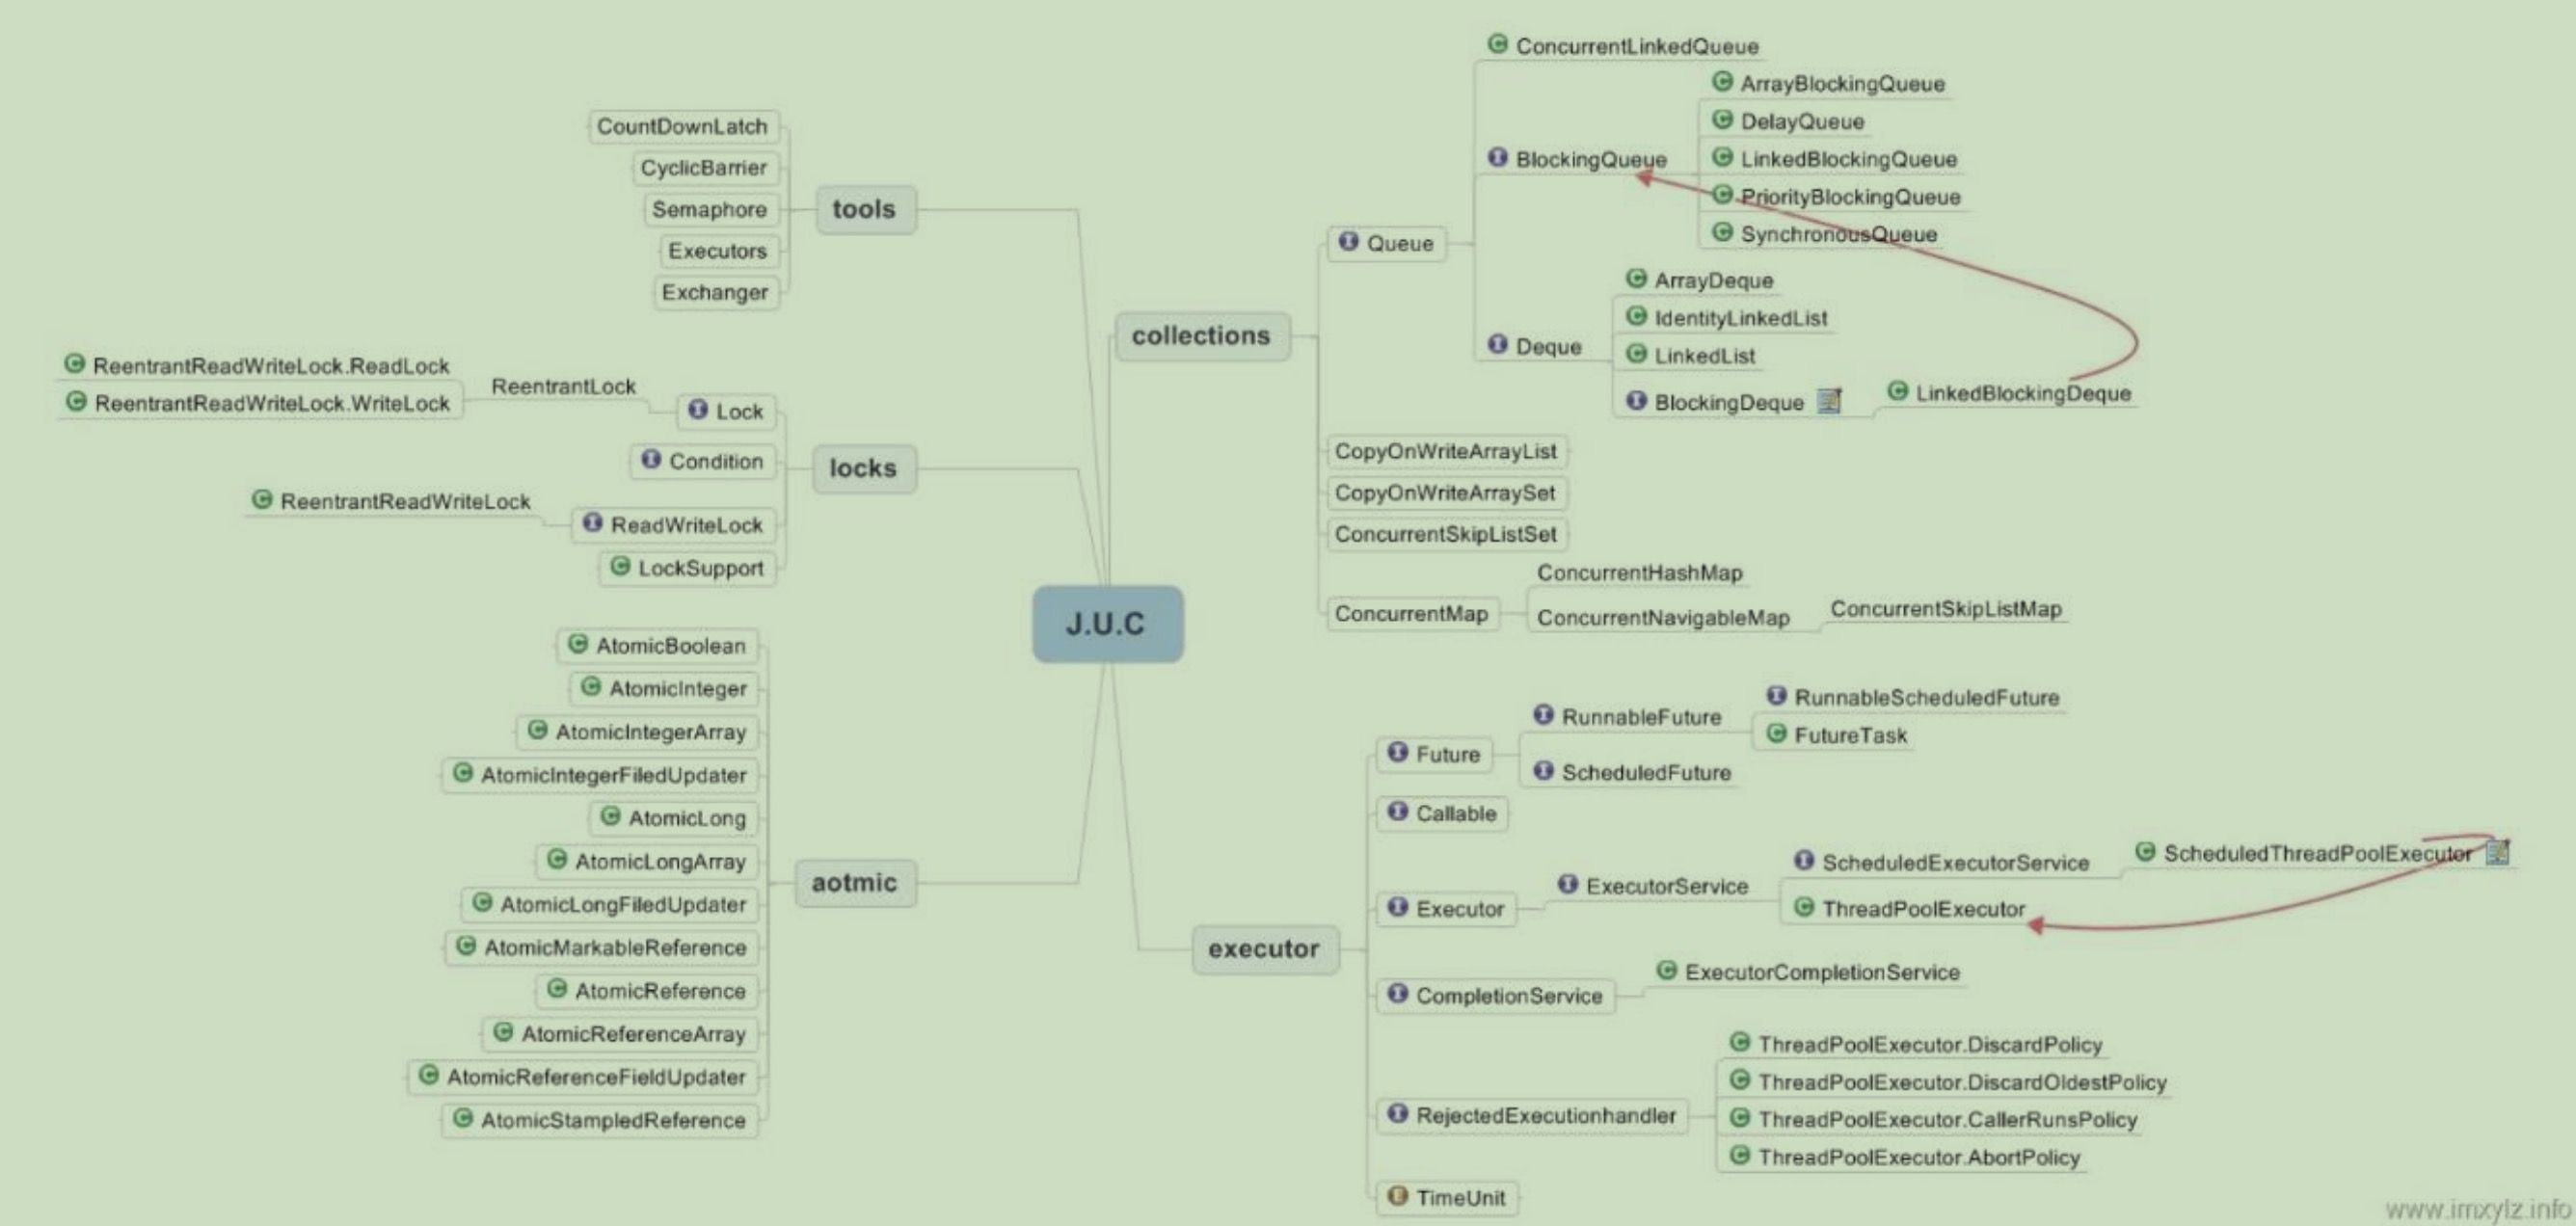 J.U.C
tools
CountDownLatch
CyclicBarrier
Semaphore
Executors
Exchanger
locks
Lock
ReentrantLock
ReentrantReadWriteLock.ReadLock
ReentrantReadWriteLock.WriteLock
Condition
ReadWriteLock
ReentrantReadWriteLock
LockSupport
aotmic
AtomicBoolean
AtomicInteger
AtomicIntegerArray
AtomicIntegerFiledUpdater
AtomicLong
AtomicLongArray
AtomicLongFiledUpdater
AtomicMarkableReference
AtomicReference
AtomicReferenceArray
AtomicReferenceFieldUpdater
AtomicStampledReference
collections
Queue
ConcurrentLinkedQueue
BlockingQueue
ArrayBlockingQueue
DelayQueue
LinkedBlockingQueue
PriorityBlockingQueue
SynchronousQueue
Deque
ArrayDeque
IdentityLinkedList
LinkedList
BlockingDeque
LinkedBlockingDeque
CopyOnWriteArrayList
CopyOnWriteArraySet
ConcurrentSkipListSet
ConcurrentMap
ConcurrentHashMap
ConcurrentNavigableMap
ConcurrentSkipListMap
executor
Future
RunnableFuture
RunnableScheduledFuture
FutureTask
ScheduledFuture
Callable
Executor
ExecutorService
ScheduledExecutorService
ScheduledThreadPoolExecutor
ThreadPoolExecutor
CompletionService
ExecutorCompletionService
RejectedExecutionhandler
ThreadPoolExecutor.DiscardPolicy
ThreadPoolExecutor.DiscardOldestPolicy
ThreadPoolExecutor.CallerRunsPolicy
ThreadPoolExecutor.AbortPolicy
TimeUnit
www.imxylz.info